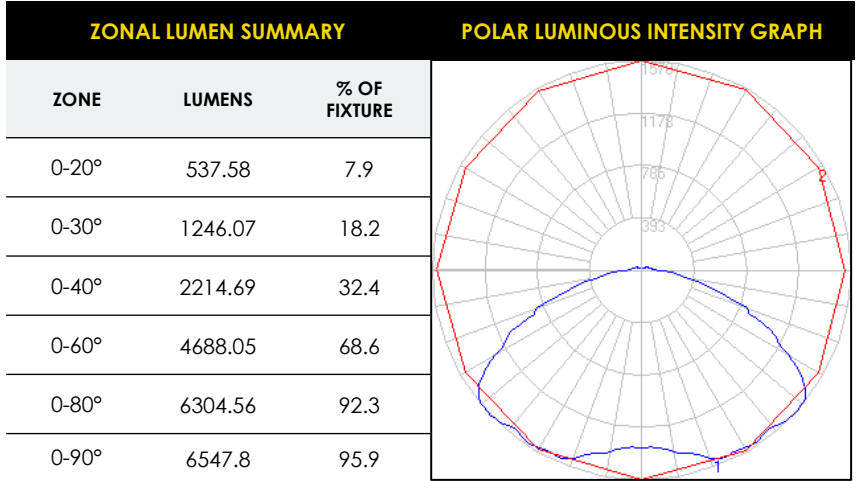 ZONAL LUMEN SUMMARY
POLAR LUMINOUS INTENSITY GRAPH
ZONE LUMENS % OF FIXTURE
0-20° 537.58 7.9
0-30° 1246.07 18.2
0-40° 2214.69 32.4
0-60° 4688.05 68.6
0-80° 6304.56 92.3
0-90° 6547.8 95.9
1178
785
393
2
1